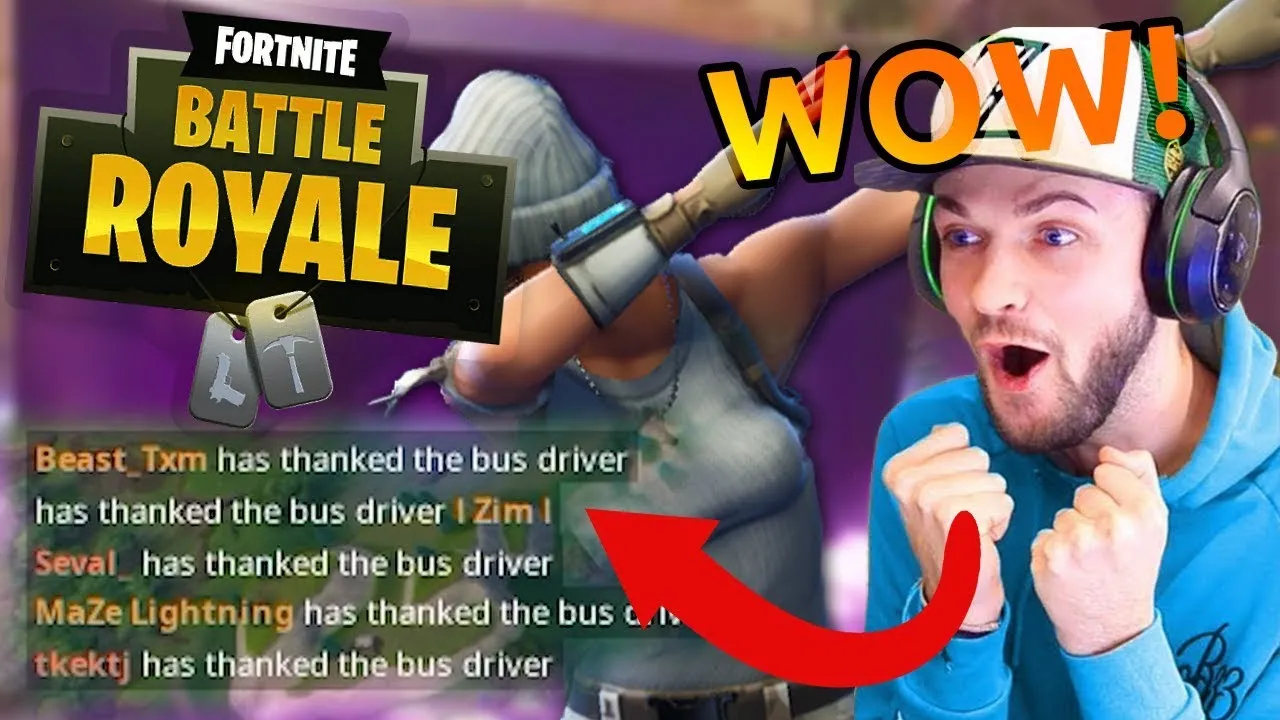 FORTNITE
BATTLE
ROYALE
WOW!
Beast_Txm has thanked the bus driver
has thanked the bus driver l Zim l
Seval_ has thanked the bus driver
MaZe Lightning has thanked the bus
tkektj has thanked the bus driver